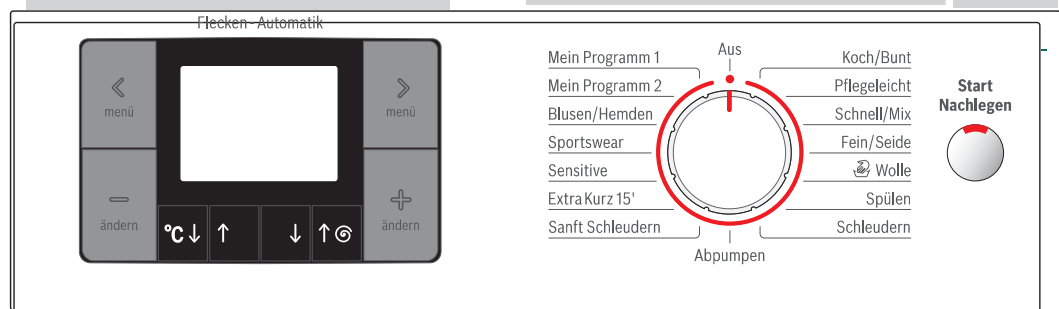 Flecken-Automatik
menü
menü
ändern
ändern
°C ↓
↑
↓
↑
Aus
Mein Programm 1
Mein Programm 2
Blusen/Hemden
Sportswear
Sensitive
Extra Kurz 15'
Sanft Schleudern
Abpumpen
Koch/Bunt
Pflegeleicht
Schnell/Mix
Fein/Seide
Wolle
Spülen
Schleudern
Start
Nachlegen